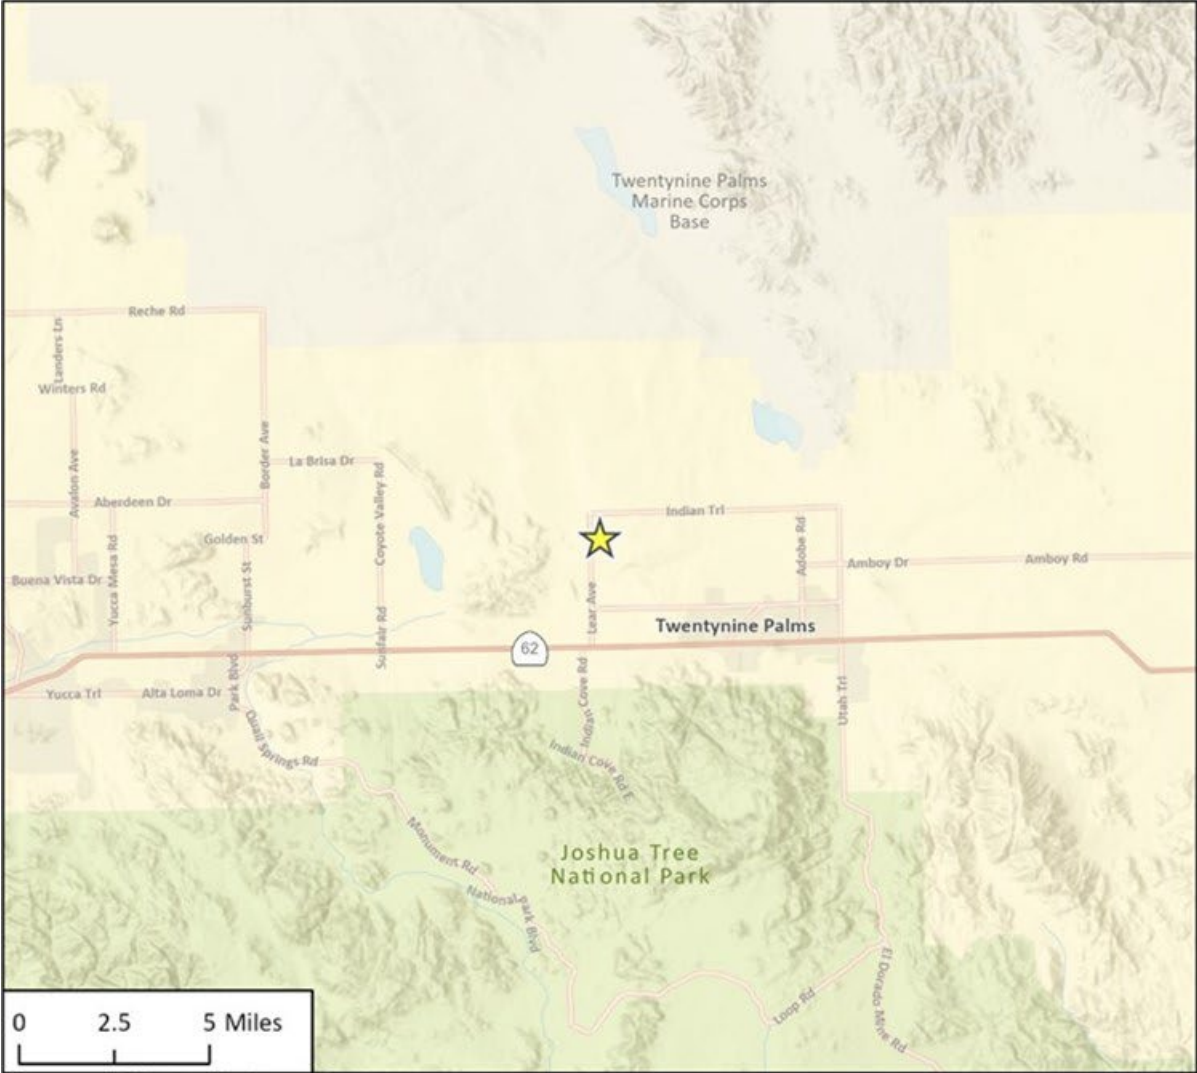 Twentynine Palms
Marine Corps
Base
Reche Rd
Landers Ln
Winters Rd
Border Ave
Avalon Ave
La Brisa Dr
Coyote Valley Rd
Aberdeen Dr
Indian Trl
Golden St
Yucca Mesa Rd
Adobe Rd
Amboy Dr
Amboy Rd
Buena Vista Dr
Sunburst St
Lear Ave
Sunfair Rd
Twentynine Palms
62
Park Blvd
Indian Cove Rd
Utah Trl
Yucca Trl
Alta Loma Dr
Quail Springs Rd
Indian Cove Rd E
Monument Rd
Joshua Tree
National Park
National Park Blvd
El Dorado Mine Rd
Loop Rd
0 2.5 5 Miles